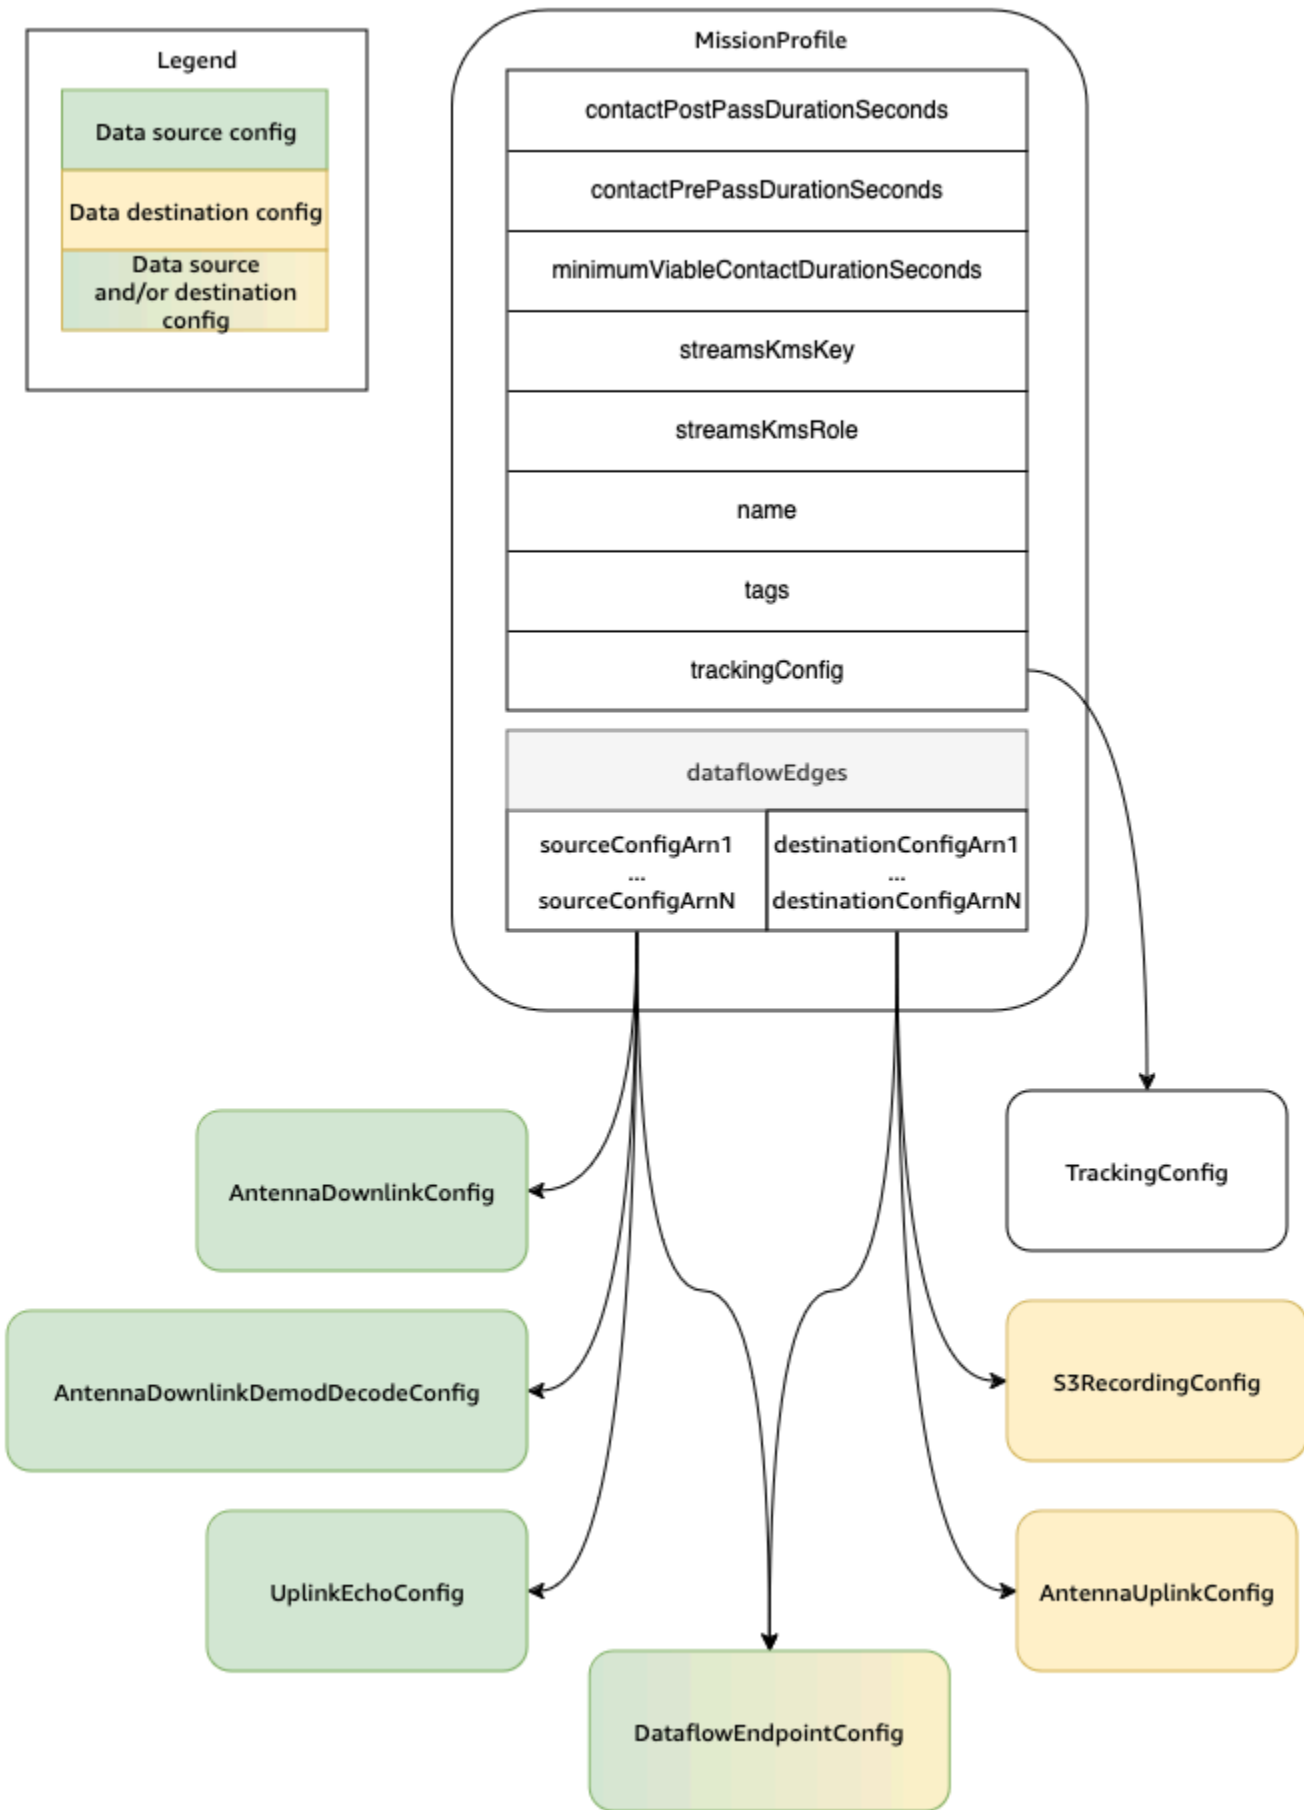 Legend
Data source config
Data destination config
Data source
and/or destination
config
MissionProfile
contactPostPassDurationSeconds
contactPrePassDurationSeconds
minimumViableContactDurationSeconds
streamsKmsKey
streamsKmsRole
name
tags
trackingConfig
dataflowEdges
sourceConfigArn1
...
sourceConfigArnN
destinationConfigArn1
...
destinationConfigArnN
AntennaDownlinkConfig
TrackingConfig
AntennaDownlinkDemodDecodeConfig
S3RecordingConfig
UplinkEchoConfig
AntennaUplinkConfig
DataflowEndpointConfig